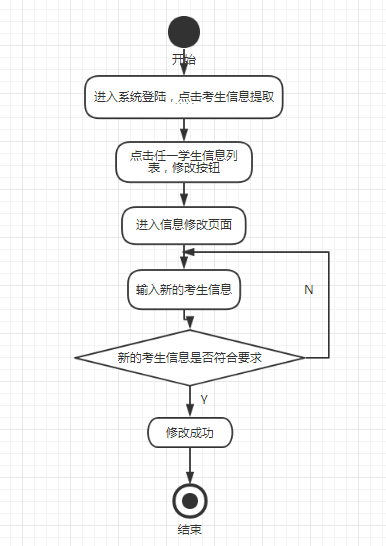 开始
进入系统登陆，点击考生信息提取
点击任一学生信息列
表，修改按钮
进入信息修改页面
输入新的考生信息
N
新的考生信息是否符合要求
Y
修改成功
结束